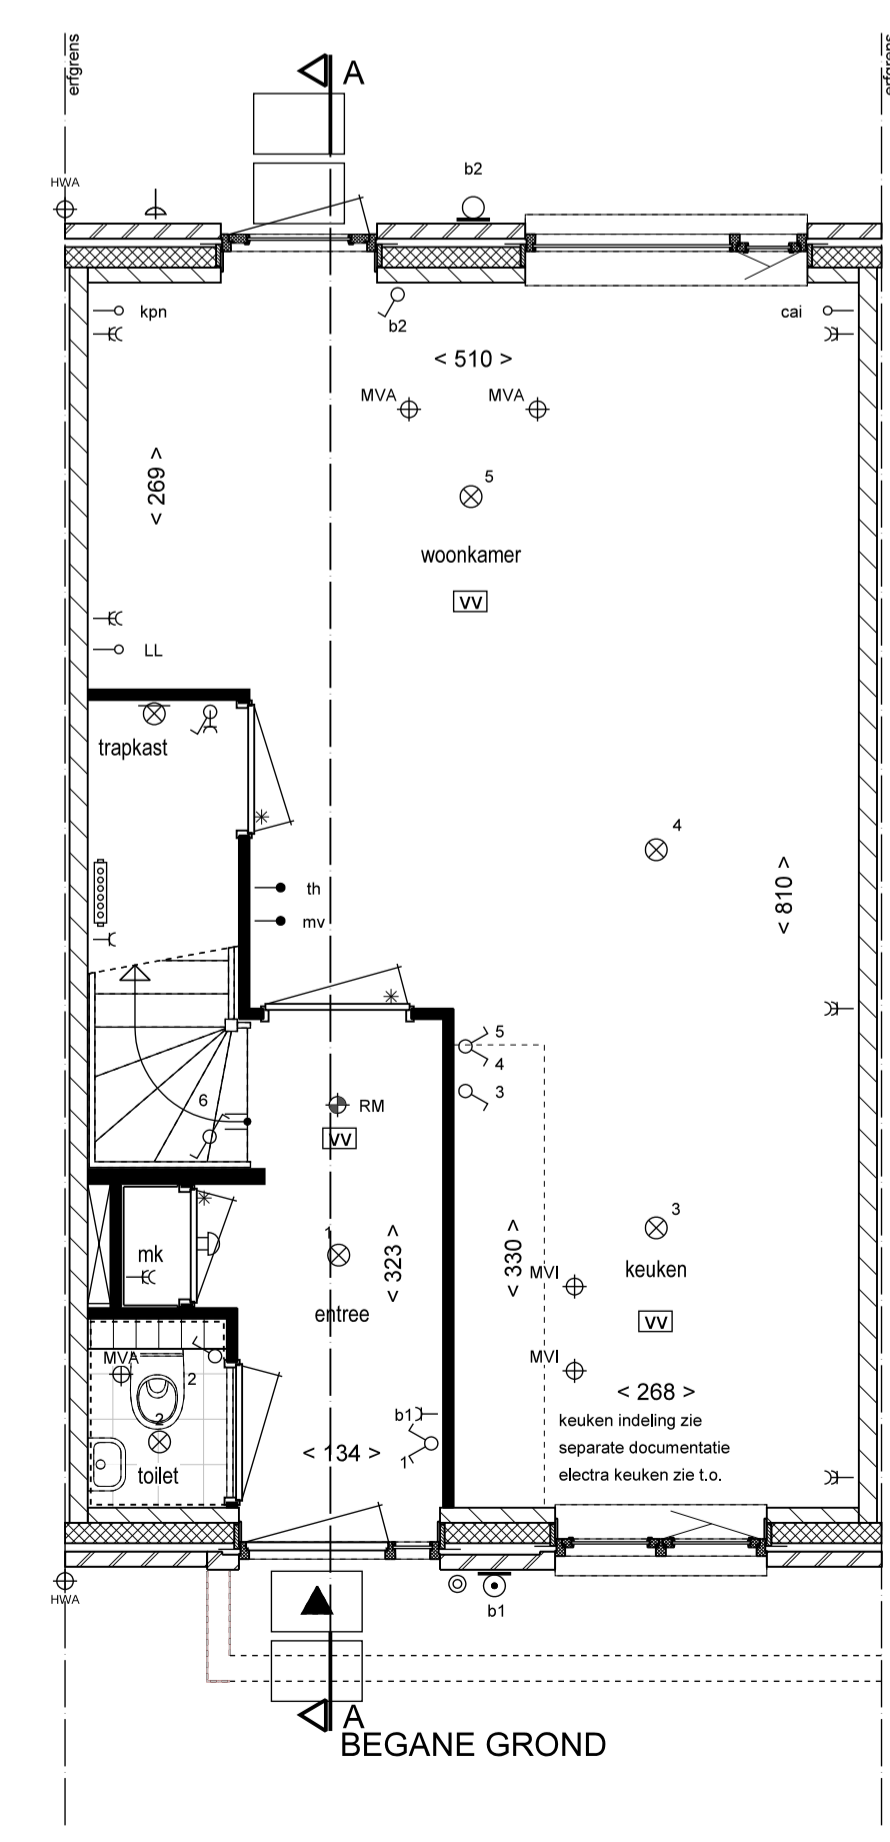 erfgrens
erfgrens
A
b2
HWA
kpn
b2
cai
< 510 >
MVA
MVA
< 269 >
5
woonkamer
VV
LL
trapkast
4
th
mv
< 810 >
5
4
3
6
RM
VV
mk
1
< 323 >
< 330 >
3
MVI
keuken
entree
VV
MVI
MVA
2
2
< 268 >
b1
keuken indeling zie
separate documentatie
electra keuken zie t.o.
< 134 >
1
toilet
HWA
b1
A
BEGANE GROND